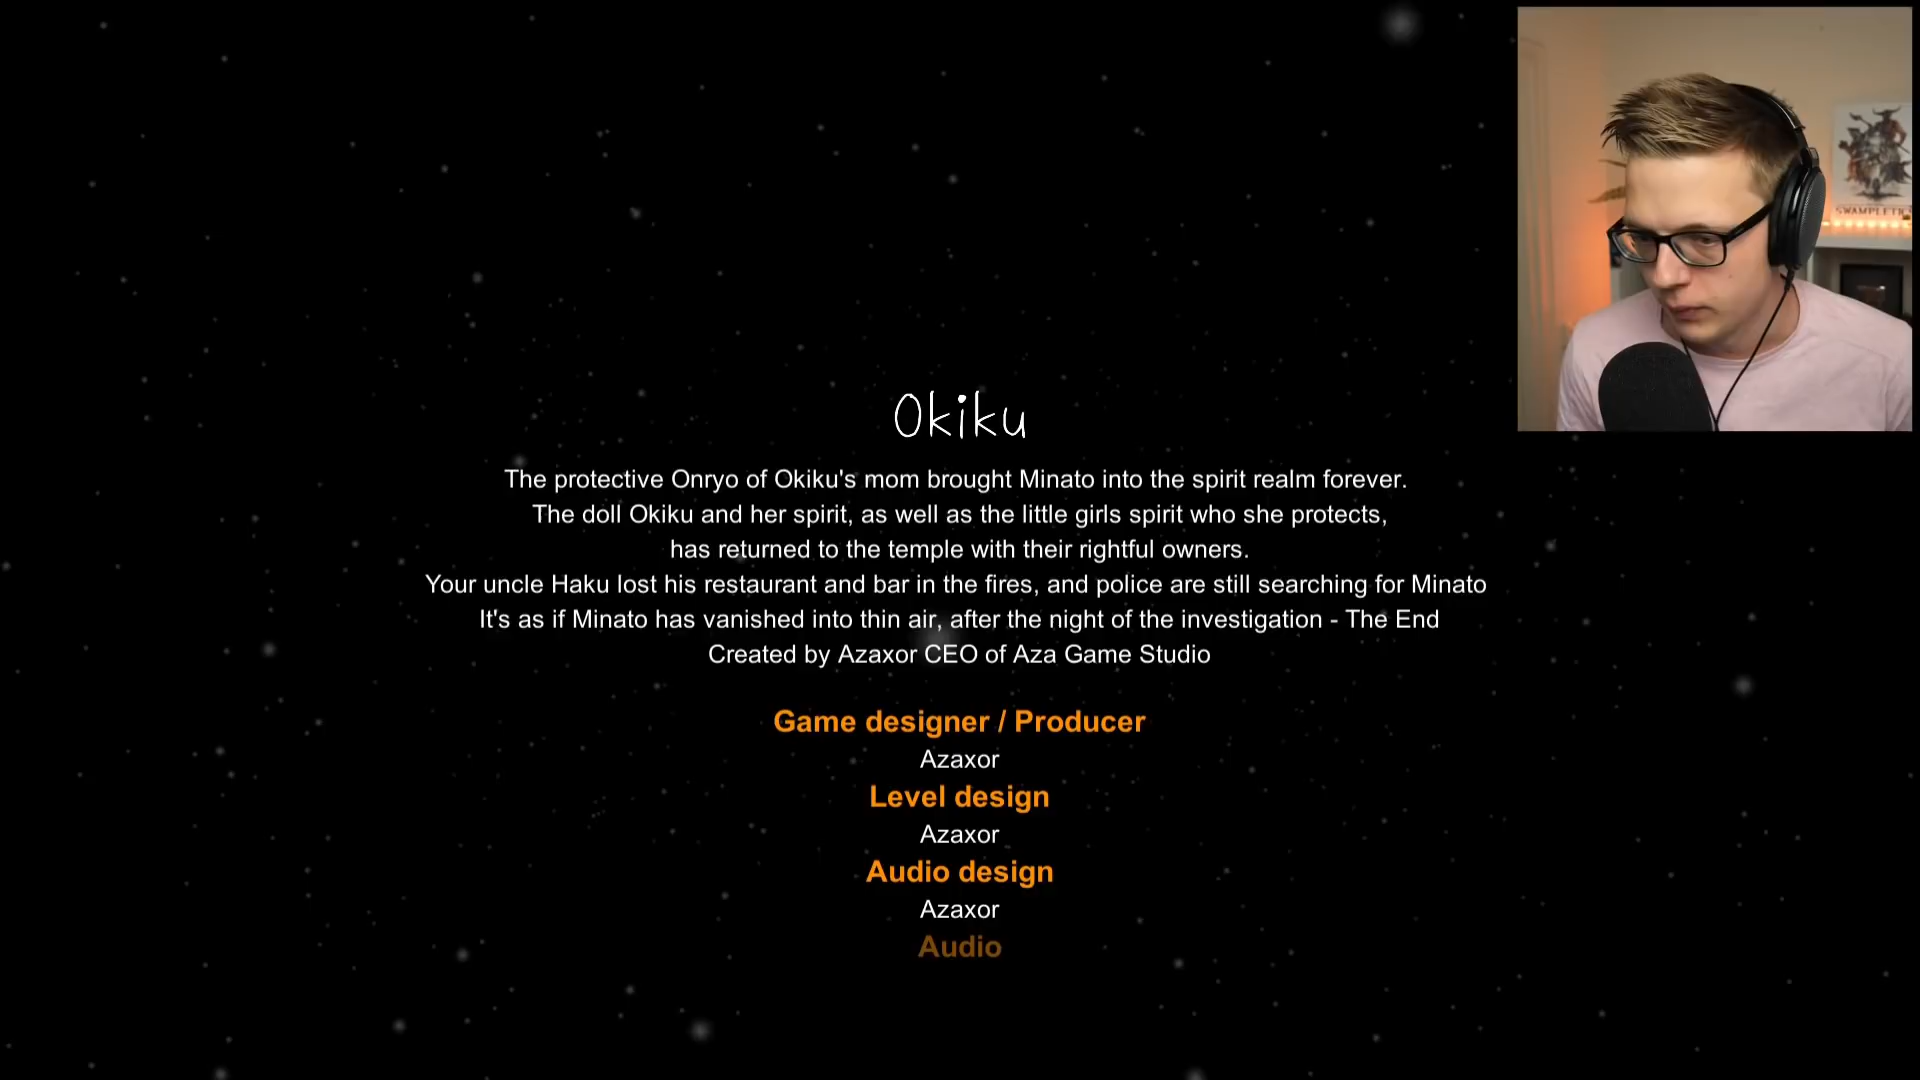 Okiku
The protective Onryo of Okiku's mom brought Minato into the spirit realm forever.
The doll Okiku and her spirit, as well as the little girls spirit who she protects,
has returned to the temple with their rightful owners.
Your uncle Haku lost his restaurant and bar in the fires, and police are still searching for Minato
It's as if Minato has vanished into thin air, after the night of the investigation - The End
Created by Azaxor CEO of Aza Game Studio
Game designer / Producer
Azaxor
Level design
Azaxor
Audio design
Azaxor
Audio